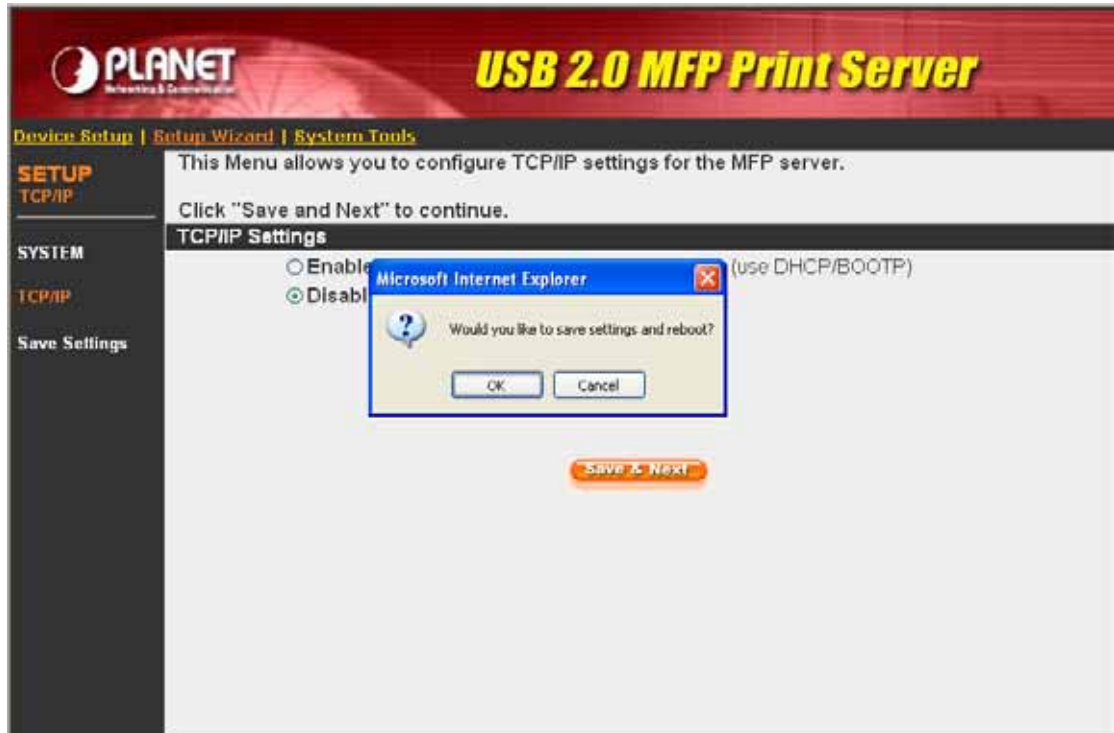 PLANET
Networking & Communication
USB 2.0 MFP Print Server
Device Setup | Setup Wizard | System Tools
SETUP
TCP/IP
SYSTEM
TCP/IP
Save Settings
This Menu allows you to configure TCP/IP settings for the MFP server.
Click "Save and Next" to continue.
TCP/IP Settings
Enable
(use DHCP/BOOTP)
Disabl
Microsoft Internet Explorer
Would you like to save settings and reboot?
OK
Cancel
Save & Next